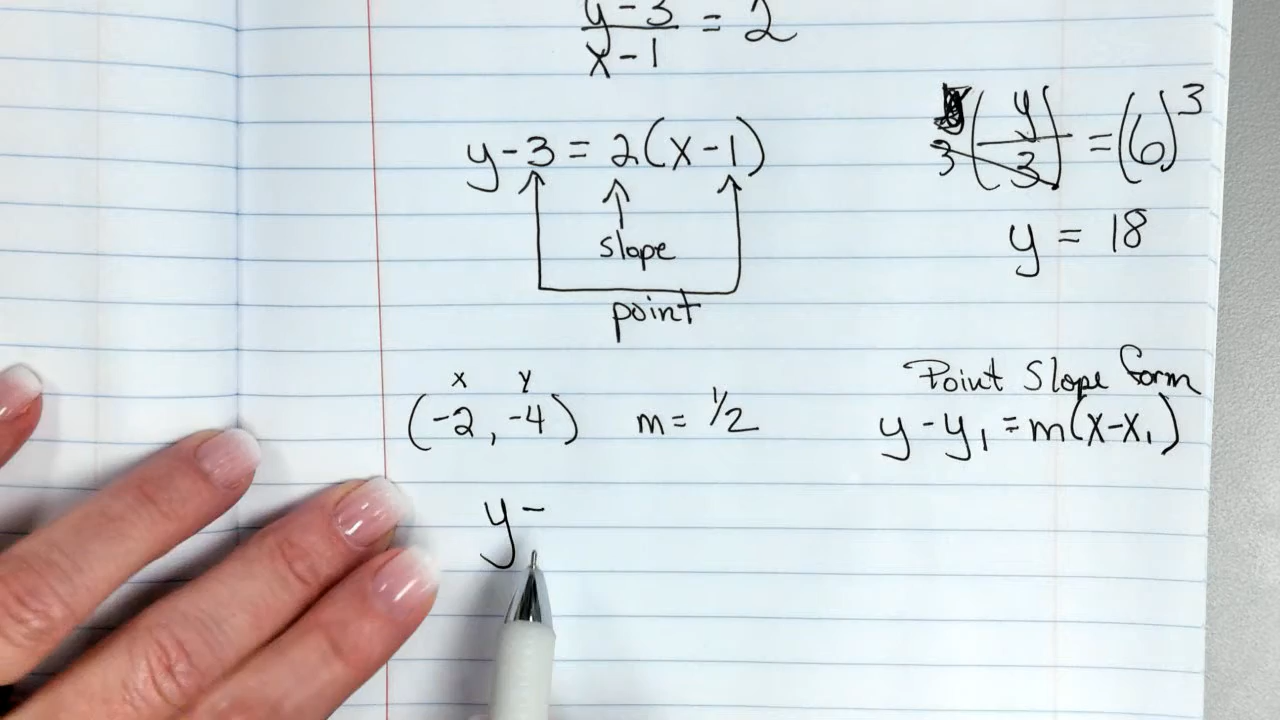 y - 3
x - 1 = 2
y - 3 = 2(x - 1)
slope
point
3(y/3) = (6)3
y = 18
x y
(-2, -4) m = 1/2
Point Slope form
y - y₁ = m(x - x₁)
y -